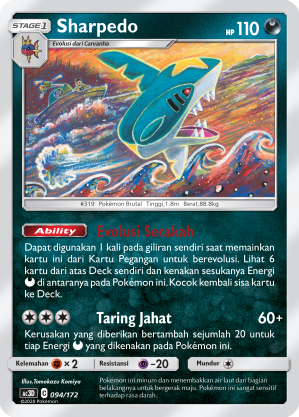 STAGE 1 Sharpedo HP 110
Evolusi dari Carvanha
#319 Pokémon Brutal Tinggi,1.8m Berat,88.8kg
Ability Evolusi Serakah
Dapat digunakan 1 kali pada giliran sendiri saat memainkan
kartu ini dari Kartu Pegangan untuk berevolusi. Lihat 6
kartu dari atas Deck sendiri dan kenakan sesukanya Energi
di antaranya pada Pokémon ini. Kocok kembali sisa kartu
ke Deck.
Taring Jahat 60+
Kerusakan yang diberikan bertambah sejumlah 20 untuk
tiap Energi yang dikenakan pada Pokémon ini.
Kelemahan ×2 Resistansi -20 Mundur
Illus.Tomokazu Komiya
094/172
©2020 Pokémon
Pokémon ini minum dan menembakkan air laut dari bagian
belakangnya untuk bergerak maju. Pokémon ini sangat sensitif
terhadap rasa darah.